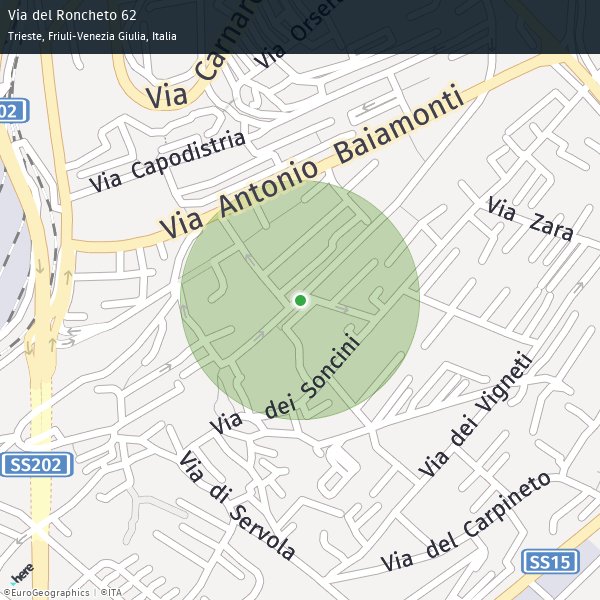 Via del Roncheto 62
Trieste, Friuli-Venezia Giulia, Italia
Via Carnaro
Via Orsera
02
Via Capodistria
Via Antonio Baiamonti
Via Zara
Via dei Soncini
Via dei Vigneti
SS202
Via di Servola
Via del Carpineto
SS15
here
©EuroGeographics | ©ITA